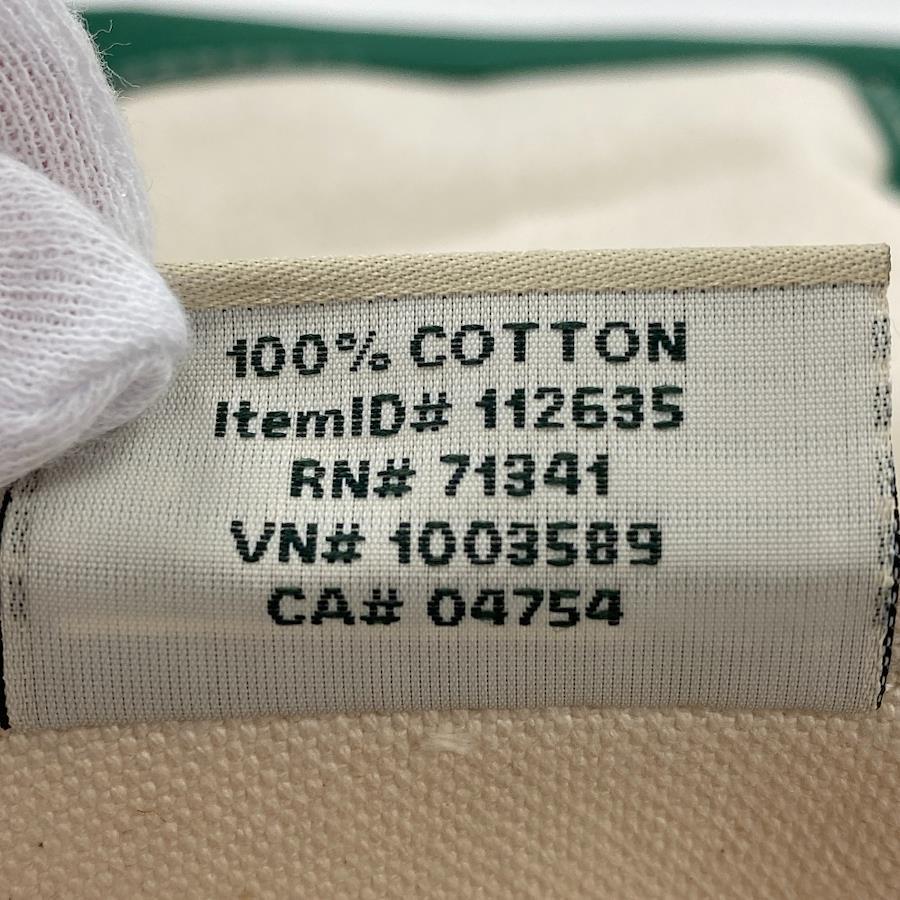 100% COTTON
ItemID# 112635
RN# 71341
VN# 1003589
CA# 04754